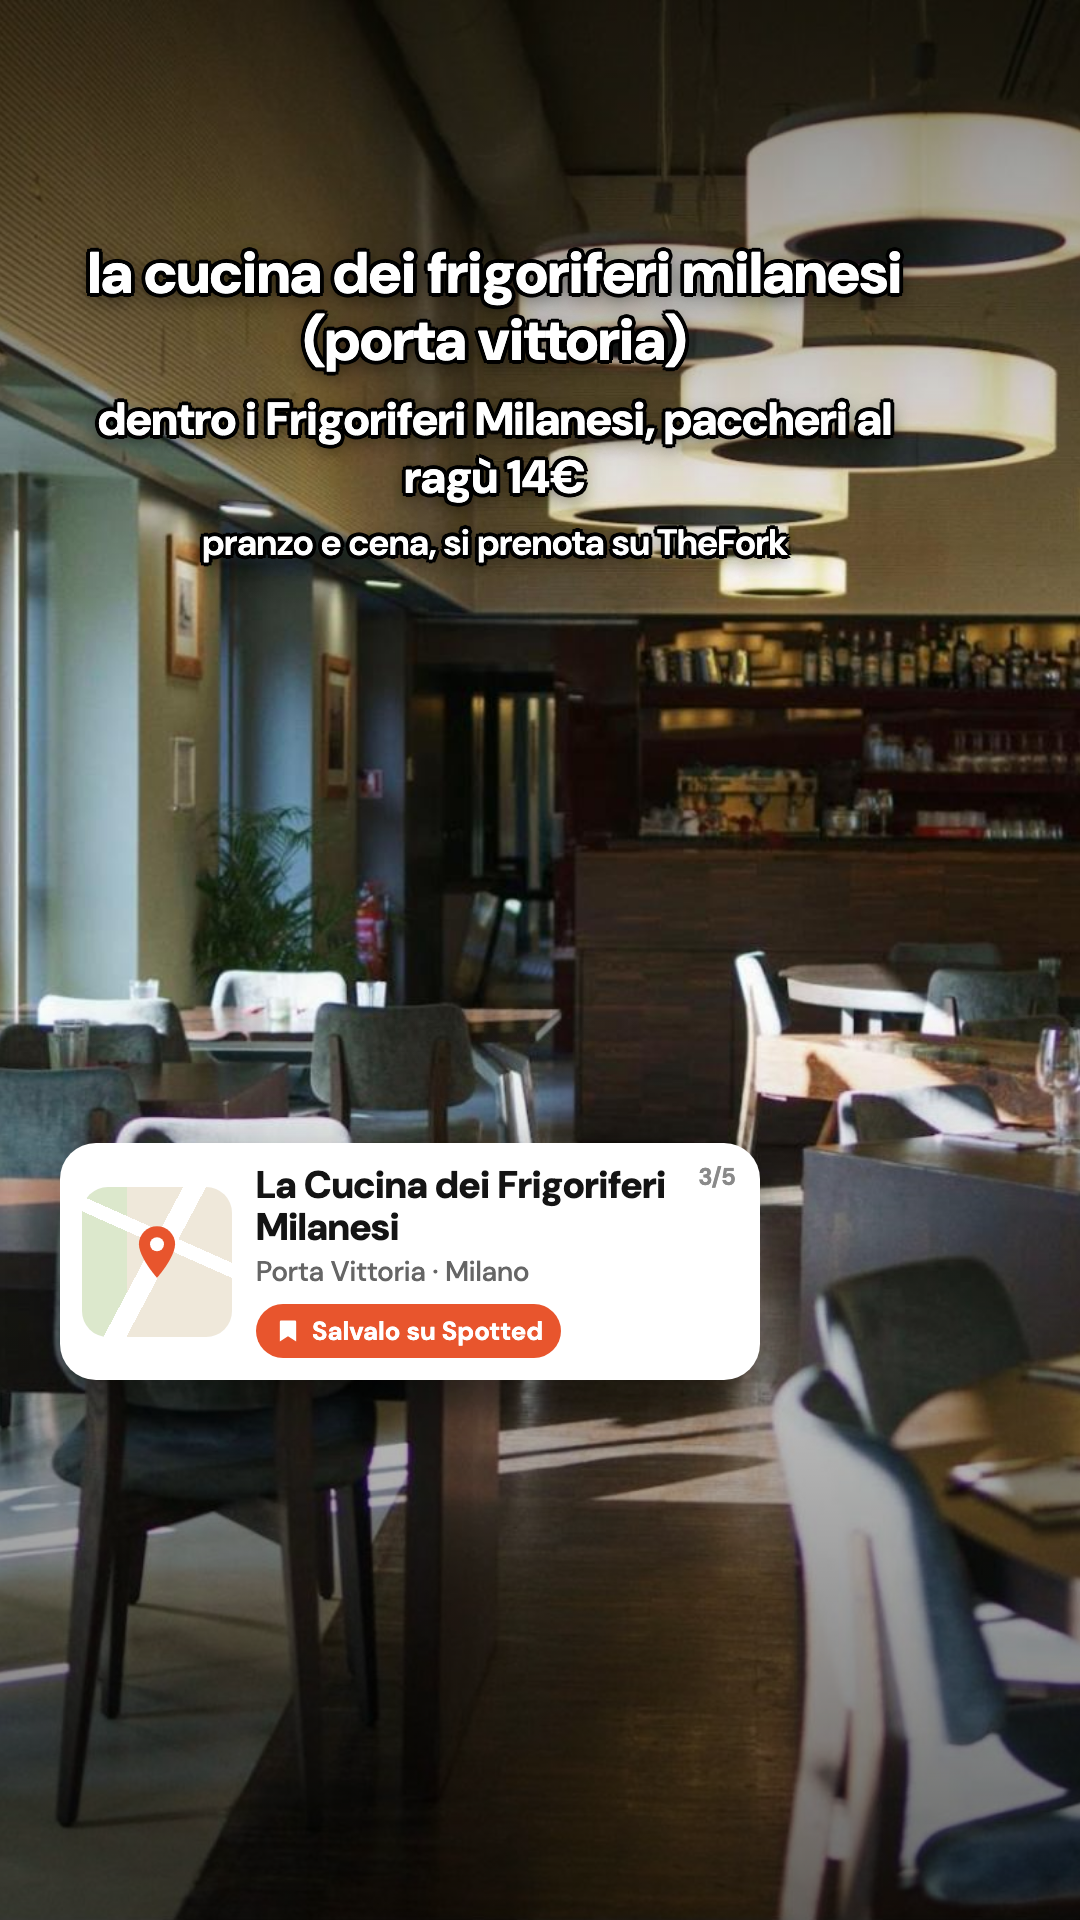 la cucina dei frigoriferi milanesi
(porta vittoria)
dentro i Frigoriferi Milanesi, paccheri al
ragù 14€
pranzo e cena, si prenota su TheFork
La Cucina dei Frigoriferi
Milanesi
3/5
Porta Vittoria · Milano
Salvalo su Spotted